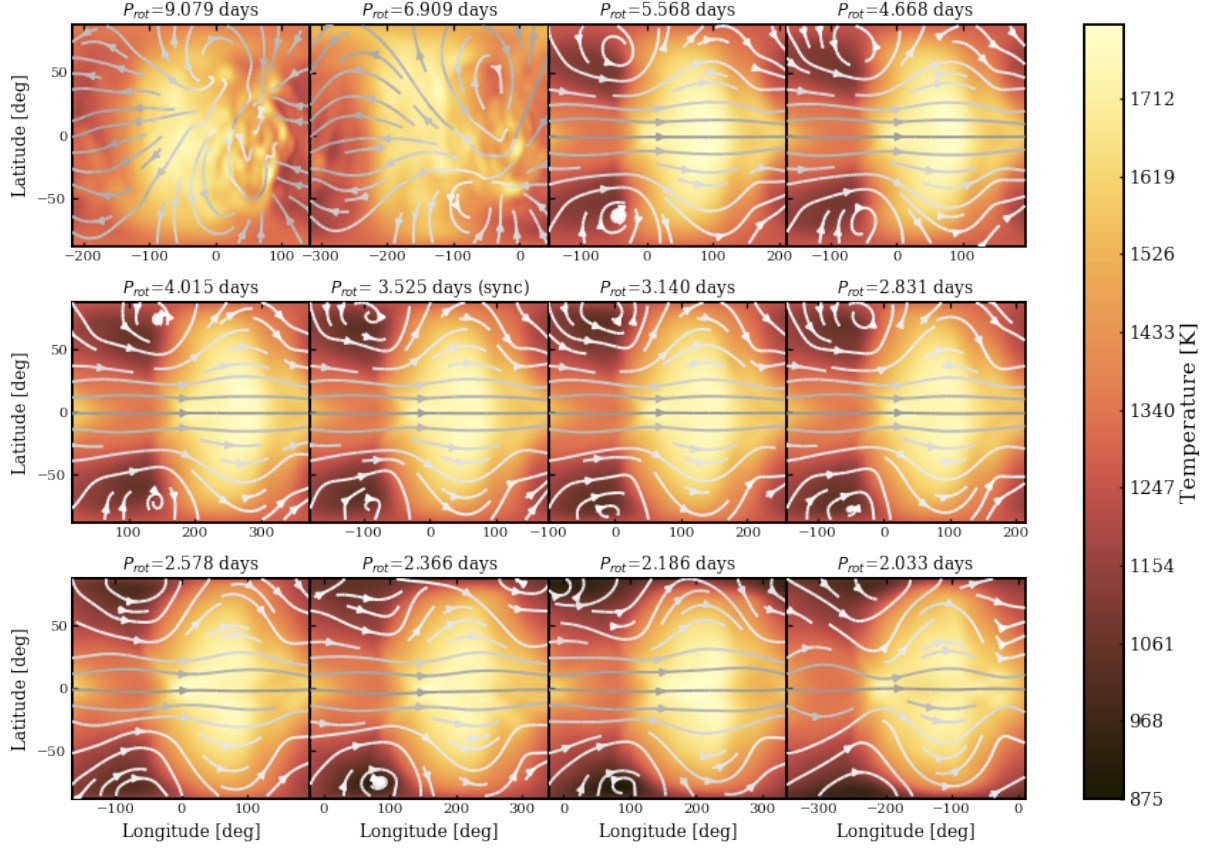 P_rot=9.079 days P_rot=6.909 days P_rot=5.568 days P_rot=4.668 days
Latitude [deg]
50
0
−50
−200 −100 0 100 −300 −200 −100 0 −100 0 100 200 −100 0 100
P_rot=4.015 days P_rot= 3.525 days (sync) P_rot=3.140 days P_rot=2.831 days
Latitude [deg]
50
0
−50
100 200 300 −100 0 100 −100 0 100 200 −100 0 100 200
P_rot=2.578 days P_rot=2.366 days P_rot=2.186 days P_rot=2.033 days
Latitude [deg]
50
0
−50
−100 0 100 0 100 200 300 0 100 200 300 −300 −200 −100 0
Longitude [deg] Longitude [deg] Longitude [deg] Longitude [deg]
1712
1619
1526
1433
1340
1247
1154
1061
968
875
Temperature [K]